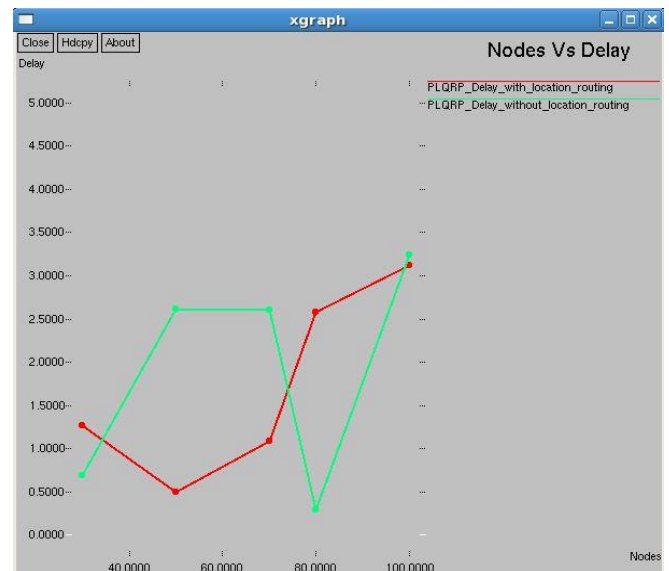 xgraph
Close Hdcpy About
Nodes Vs Delay
Delay
PLQRP_Delay_with_location_routing
PLQRP_Delay_without_location_routing
5.0000
4.5000
4.0000
3.5000
3.0000
2.5000
2.0000
1.5000
1.0000
0.5000
0.0000
Nodes
40.0000 60.0000 80.0000 100.0000